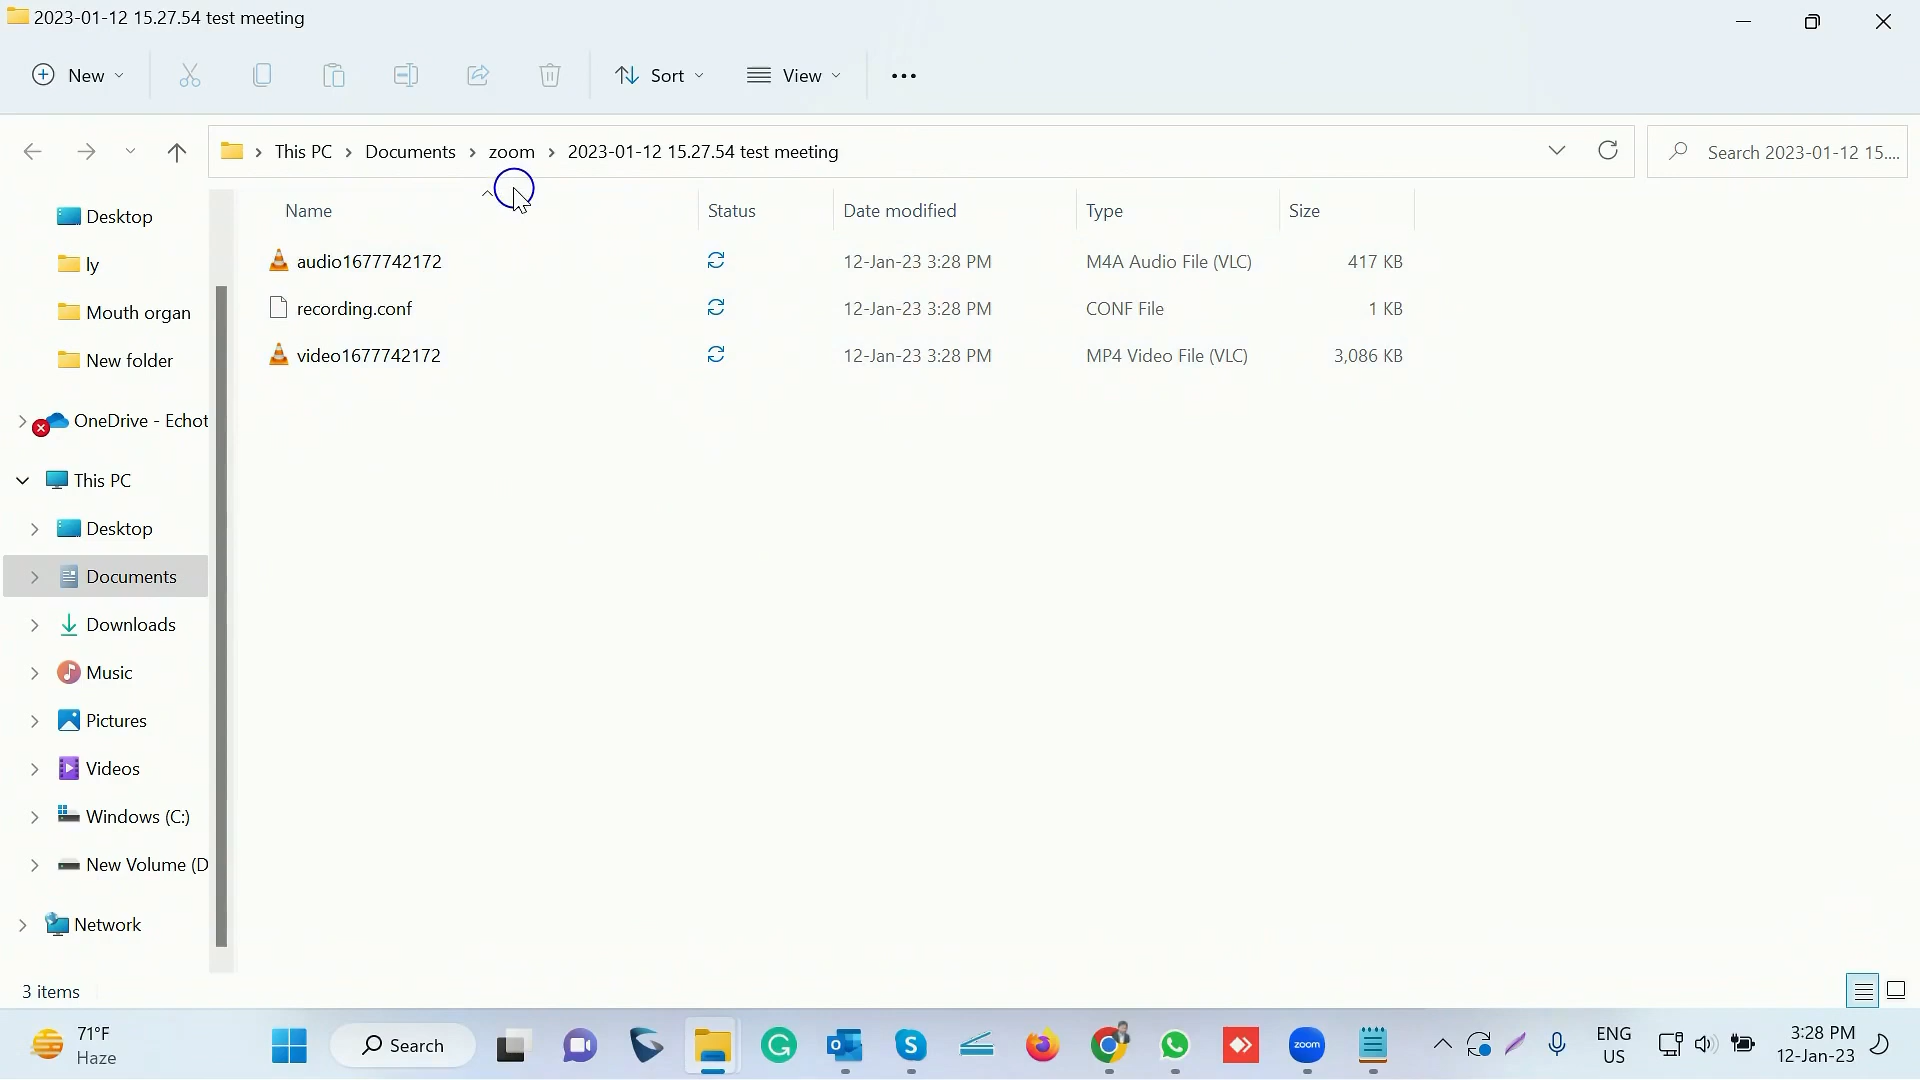 2023-01-12 15.27.54 test meeting
New
Sort
View
This PC > Documents > zoom > 2023-01-12 15.27.54 test meeting
Search 2023-01-12 15....
Name Status Date modified Type Size
audio1677742172 12-Jan-23 3:28 PM M4A Audio File (VLC) 417 KB
recording.conf 12-Jan-23 3:28 PM CONF File 1 KB
video1677742172 12-Jan-23 3:28 PM MP4 Video File (VLC) 3,086 KB
Desktop
ly
Mouth organ
New folder
OneDrive - Echot
This PC
Desktop
Documents
Downloads
Music
Pictures
Videos
Windows (C:)
New Volume (D
Network
3 items
71°F
Haze
Search
zoom
ENG
US
3:28 PM
12-Jan-23